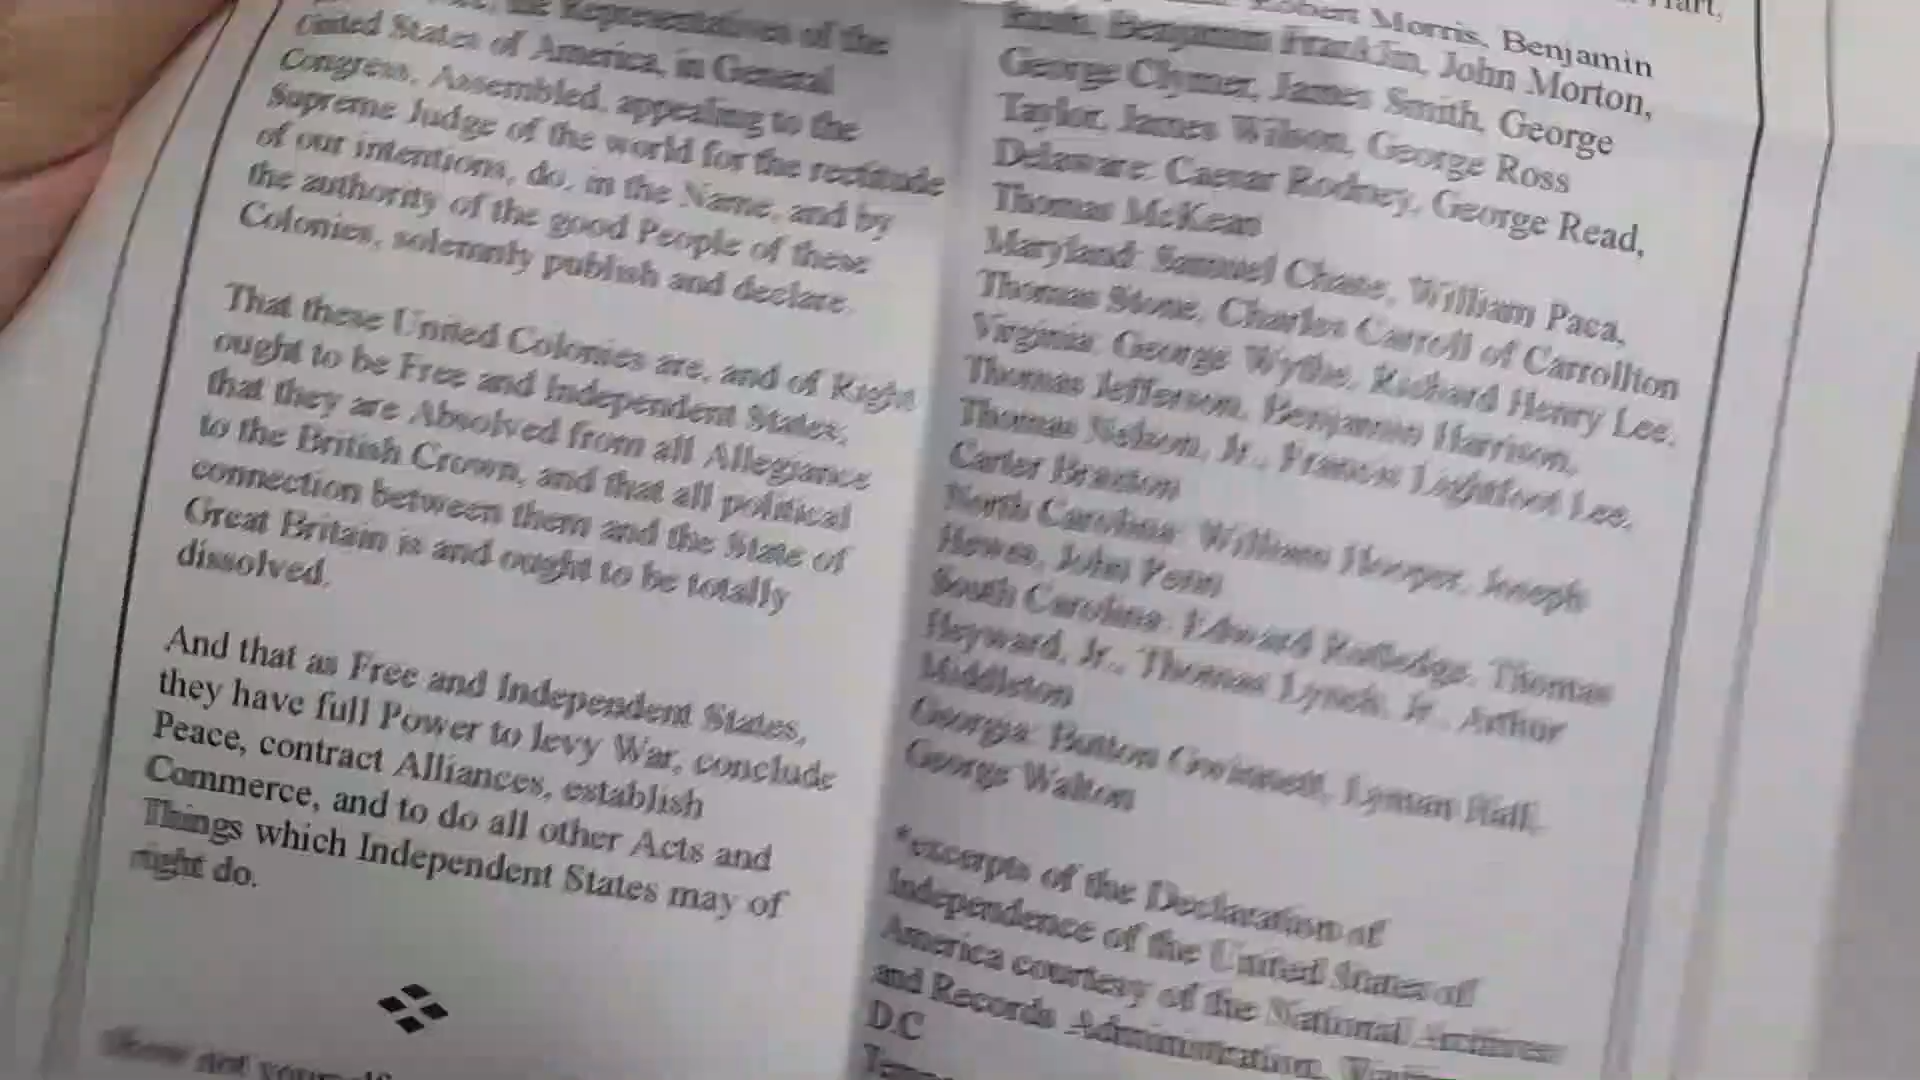 the Representatives of the
United States of America, in General
Congress, Assembled, appealing to the
Supreme Judge of the world for the rectitude
of our intentions, do, in the Name, and by
the authority of the good People of these
Colonies, solemnly publish and declare,
That these United Colonies are, and of Right
ought to be Free and Independent States;
that they are Absolved from all Allegiance
to the British Crown, and that all political
connection between them and the State of
Great Britain is and ought to be totally
dissolved.
And that as Free and Independent States,
they have full Power to levy War, conclude
Peace, contract Alliances, establish
Commerce, and to do all other Acts and
Things which Independent States may of
right do.
not yourself
Robert Morris, Benjamin
Rush, Benjamin Franklin, John Morton,
George Clymer, James Smith, George
Taylor, James Wilson, George Ross
Delaware: Caesar Rodney, George Read,
Thomas McKean
Maryland: Samuel Chase, William Paca,
Thomas Stone, Charles Carroll of Carrollton
Virginia: George Wythe, Richard Henry Lee,
Thomas Jefferson, Benjamin Harrison,
Thomas Nelson, Jr., Francis Lightfoot Lee,
Carter Braxton
North Carolina: William Hooper, Joseph
Hewes, John Penn
South Carolina: Edward Rutledge, Thomas
Heyward, Jr., Thomas Lynch, Jr., Arthur
Middleton
Georgia: Button Gwinnett, Lyman Hall,
George Walton
*excerpts of the Declaration of
Independence of the United States of
America courtesy of the National Archives
and Records Administration,
D.C